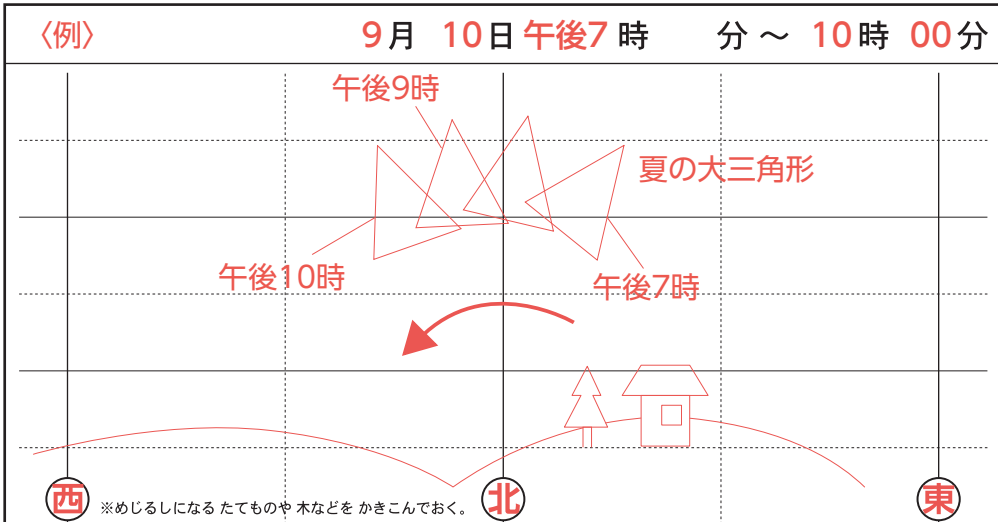 〈例〉 9月 10日 午後7時 分 ～ 10時 00分
午後9時
夏の大三角形
午後10時
午後7時
西 北 東
※めじるしになる たてものや 木などを かきこんでおく。